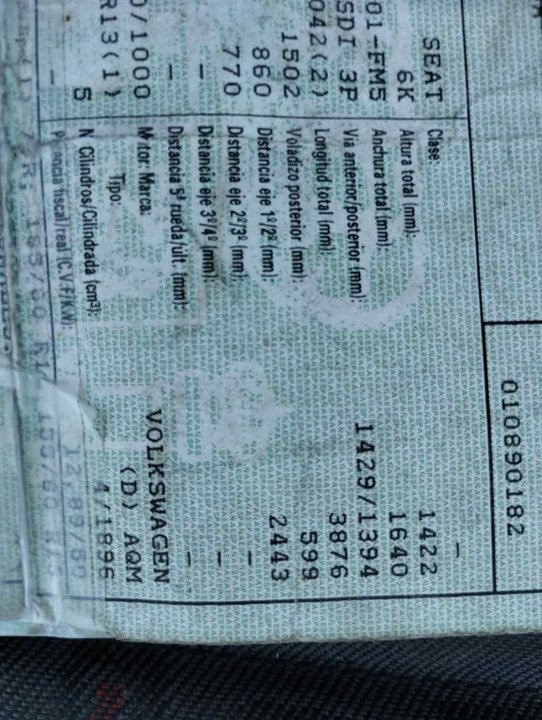 010890182
SEAT Clase: -
6K Altura total (mm): 1422
01-FM5 Anchura total (mm): 1640
SDI 3P Via anterior/posterior (mm): 1429/1394
042(2) Longitud total (mm): 3876
1502 Voladizo posterior (mm): 599
860 Distancia eje 1º/2º (mm): 2443
770 Distancia eje 2º/3º (mm): -
- Distancia eje 3º/4º (mm): -
- Distancia 5ª rueda/ult. (mm): -
0/1000 Motor: Marca: VOLKSWAGEN
R13(1) Tipo: (D) AQM
5 N Cilindros/Cilindrada (cm³): 4/1896
- Potencia fiscal/real (C.V.F/KW): 12,89/50